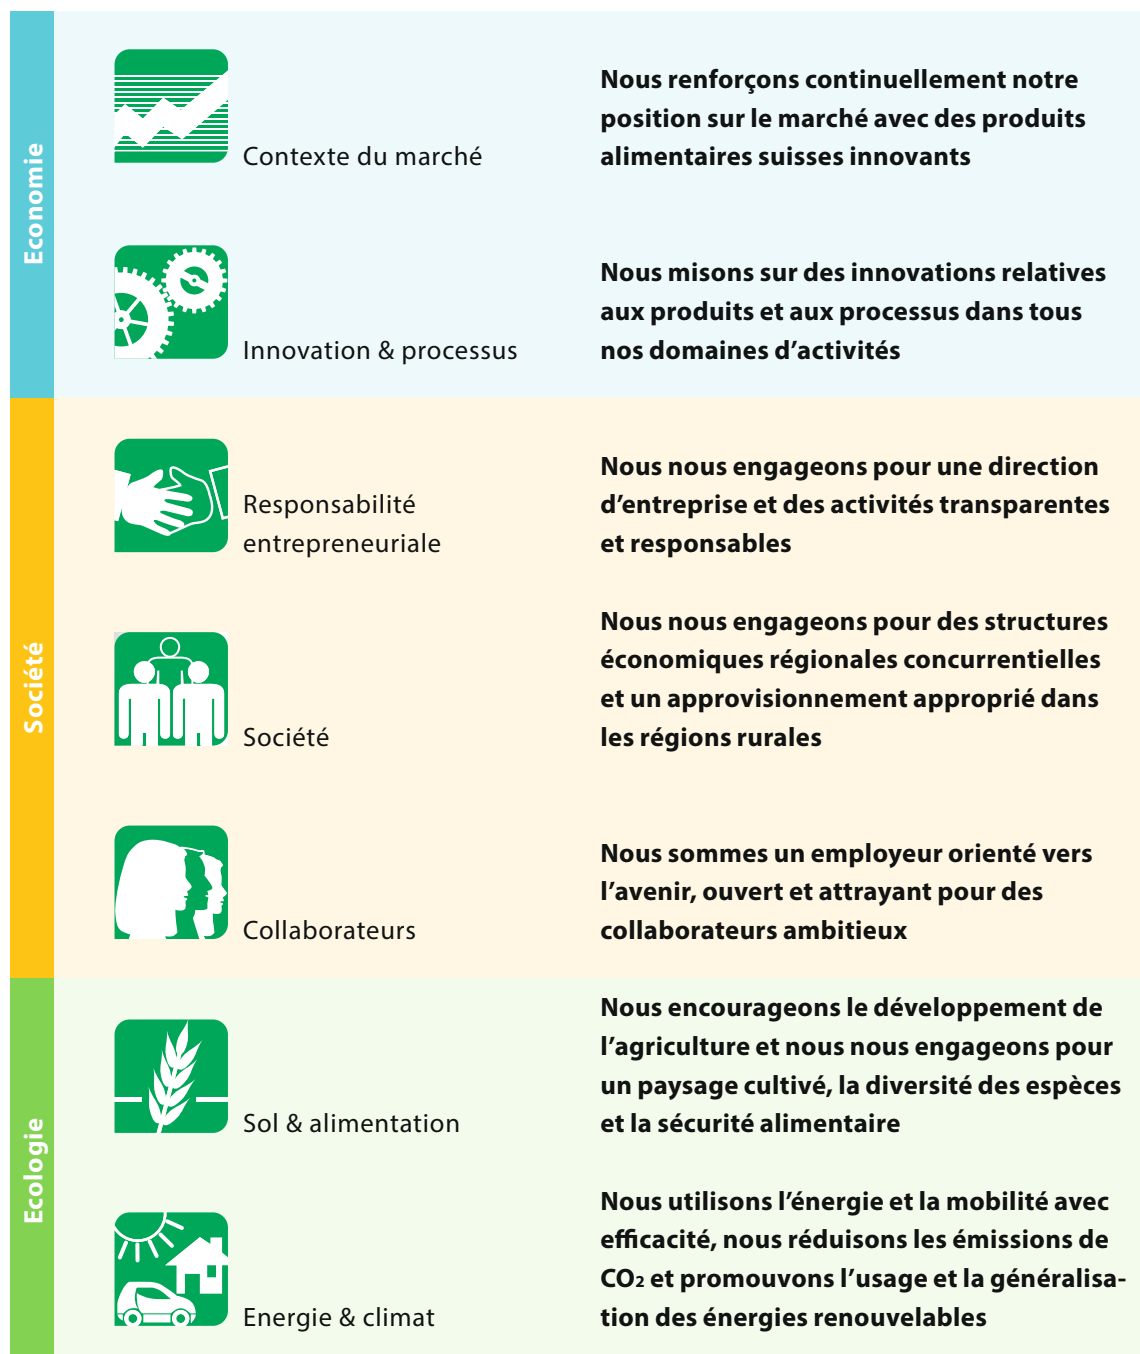 Economie
Contexte du marché
Nous renforçons continuellement notre
position sur le marché avec des produits
alimentaires suisses innovants
Innovation & processus
Nous misons sur des innovations relatives
aux produits et aux processus dans tous
nos domaines d’activités
Société
Responsabilité
entrepreneuriale
Nous nous engageons pour une direction
d’entreprise et des activités transparentes
et responsables
Société
Nous nous engageons pour des structures
économiques régionales concurrentielles
et un approvisionnement approprié dans
les régions rurales
Collaborateurs
Nous sommes un employeur orienté vers
l’avenir, ouvert et attrayant pour des
collaborateurs ambitieux
Ecologie
Sol & alimentation
Nous encourageons le développement de
l’agriculture et nous nous engageons pour
un paysage cultivé, la diversité des espèces
et la sécurité alimentaire
Energie & climat
Nous utilisons l’énergie et la mobilité avec
efficacité, nous réduisons les émissions de
CO₂ et promouvons l’usage et la généralisa-
tion des énergies renouvelables